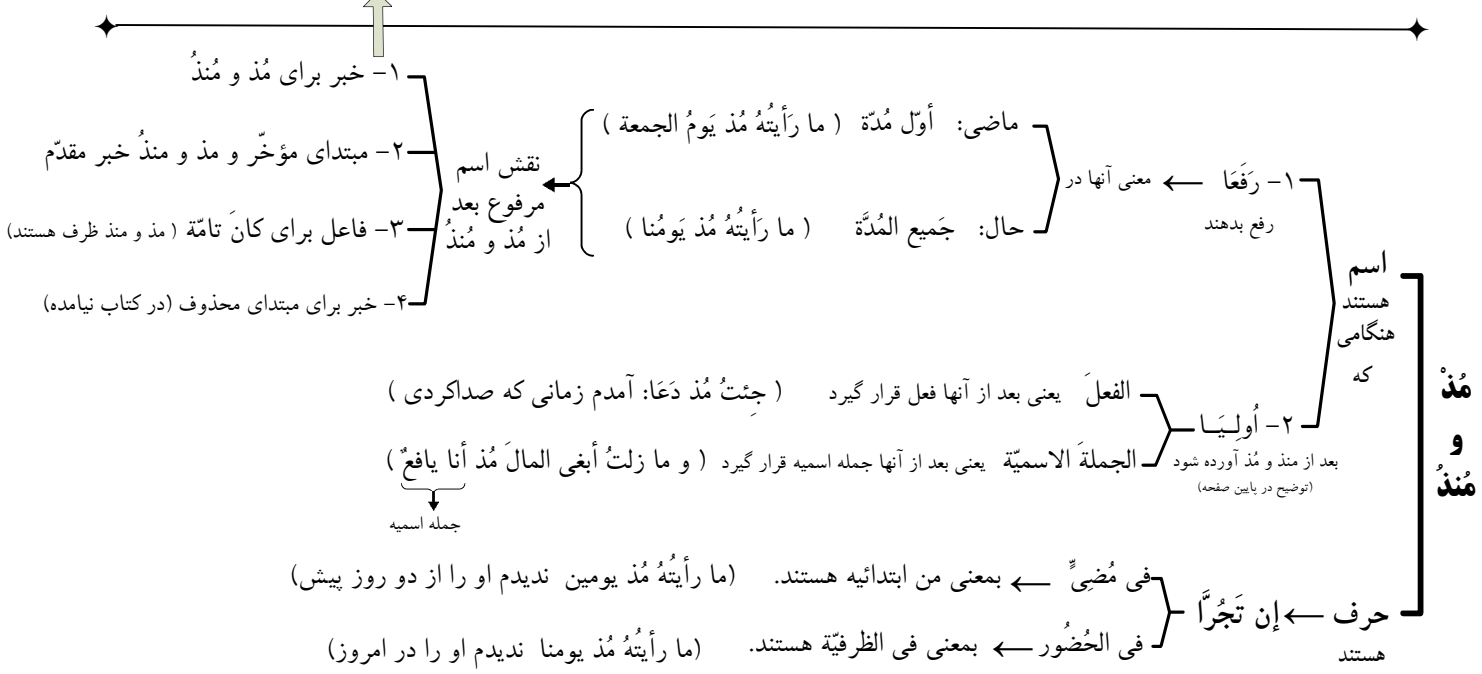 مُذْ
و
مُنذُ
اسم
هستند
هنگامی
که
۱- رَفَعَا ← معنی آنها در
رفع بدهند
ماضی: أوّل مُدّة ( ما رَأیتُهُ مُذ یَومُ الجمعة )
حال: جَمیع المُدَّة ( ما رَأیتُهُ مُذ یَومُنا )
نقش اسم
مرفوع بعد
از مُذ و مُنذُ
۱- خبر برای مُذ و مُنذُ
۲- مبتدای مؤخّر و مذ و منذُ خبر مقدّم
۳- فاعل برای کانَ تامّة ( مذ و منذ ظرف هستند)
۴- خبر برای مبتدای محذوف (در کتاب نیامده)
۲- اُولِـیَـا
بعد از منذ و مُذ آورده شود
(توضیح در پایین صفحه)
الفعلَ یعنی بعد از آنها فعل قرار گیرد ( جِئتُ مُذ دَعَا: آمدم زمانی که صداکردی )
الجملةَ الاسمیّة یعنی بعد از آنها جمله اسمیه قرار گیرد ( و ما زلتُ أبغی المالَ مُذ أنا یافعٌ )
جمله اسمیه
حرف ← إن تَجُرَّا
هستند
فی مُضِیٍّ ← بمعنی من ابتدائیه هستند. (ما رأیتُهُ مُذ یومین ندیدم او را از دو روز پیش)
فی الحُضُور ← بمعنی فی الظرفیّة هستند. (ما رأیتُهُ مُذ یومنا ندیدم او را در امروز)